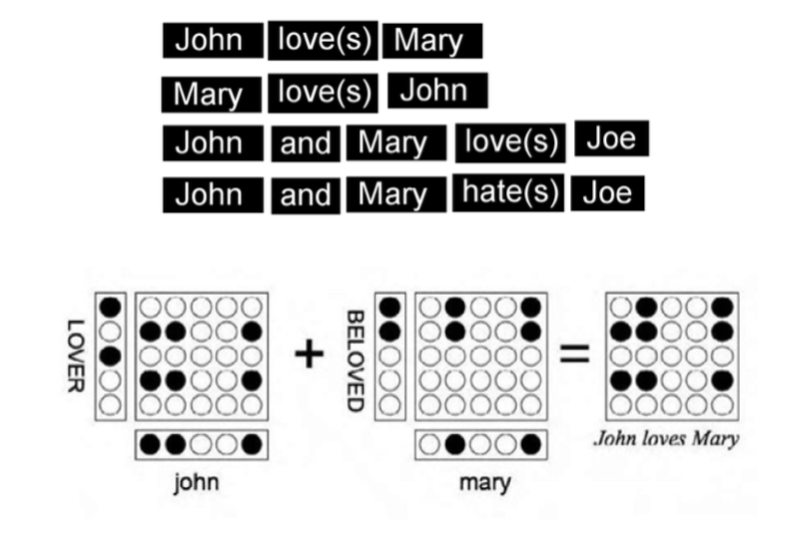 John love(s) Mary
Mary love(s) John
John and Mary love(s) Joe
John and Mary hate(s) Joe
LOVER
+
BELOVED
=
John loves Mary
john
mary